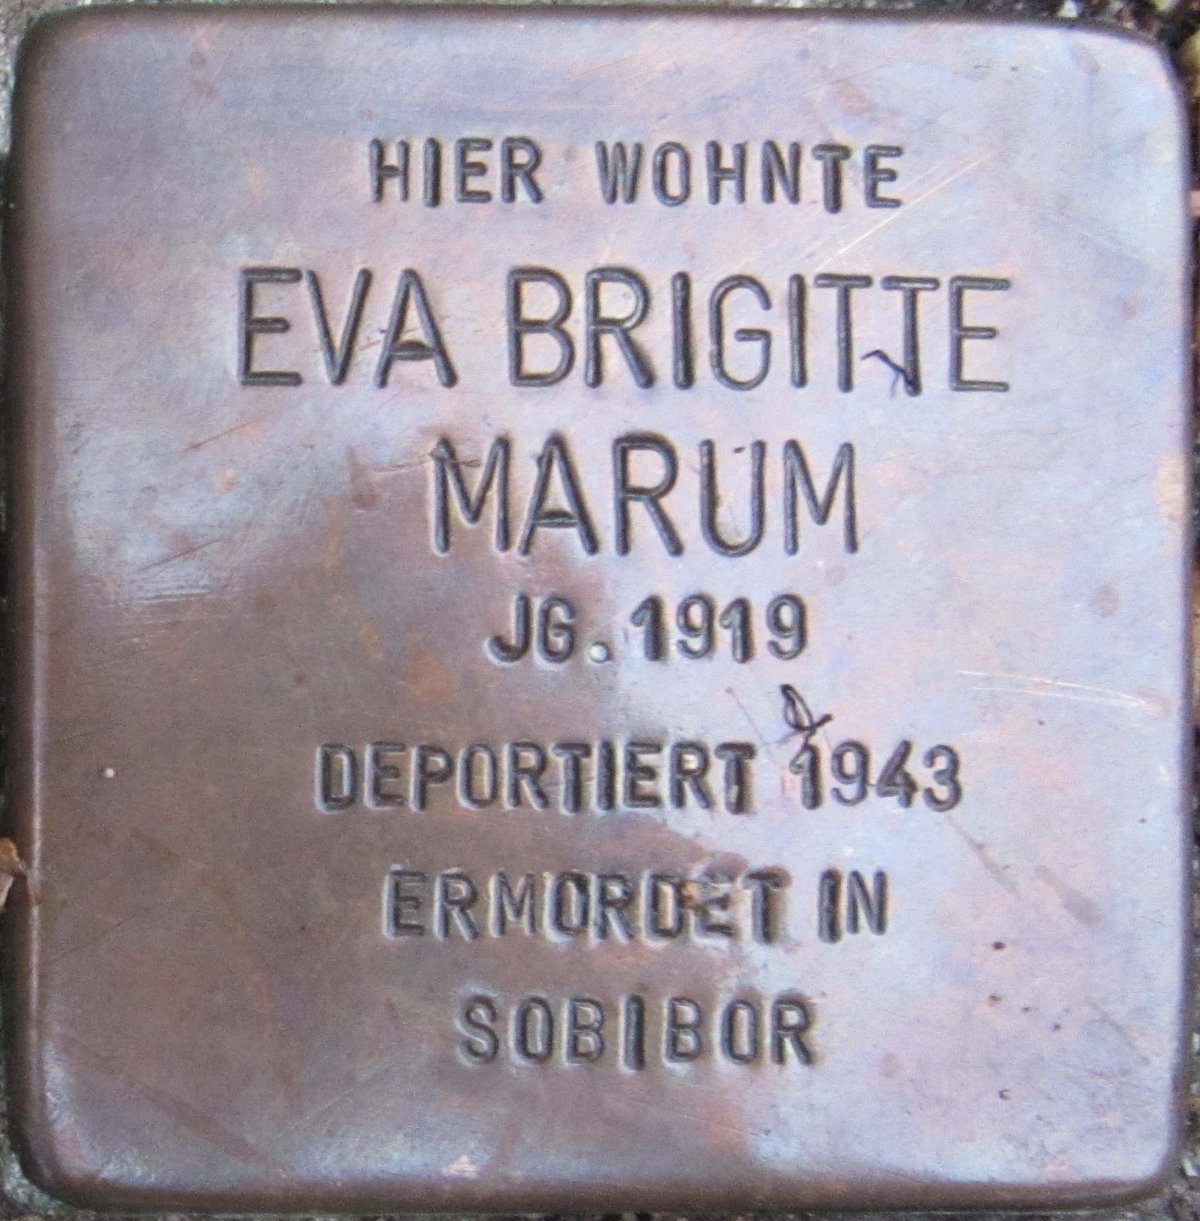 HIER WOHNTE
EVA BRIGITTE
MARUM
JG. 1919
DEPORTIERT 1943
ERMORDET IN
SOBIBOR